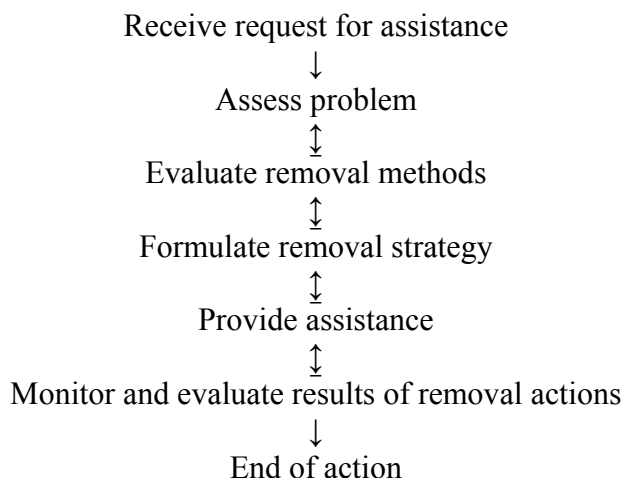 Receive request for assistance
↓
Assess problem
↕
Evaluate removal methods
↕
Formulate removal strategy
↕
Provide assistance
↕
Monitor and evaluate results of removal actions
↓
End of action